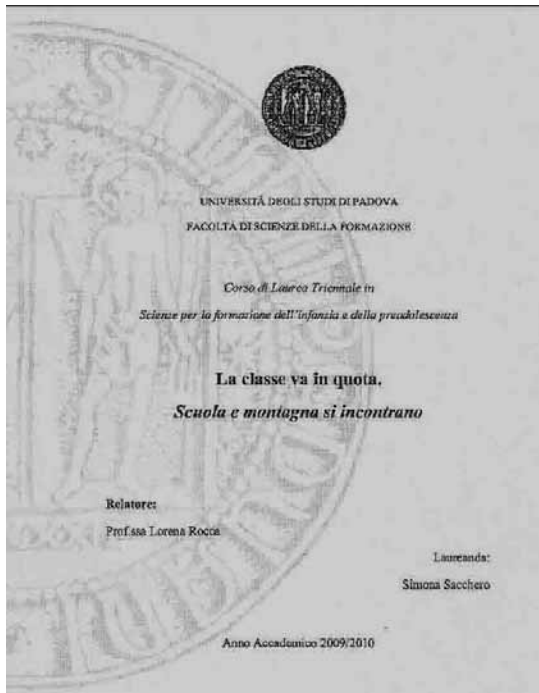 UNIVERSITÀ DEGLI STUDI DI PADOVA
FACOLTÀ DI SCIENZE DELLA FORMAZIONE
Corso di Laurea Triennale in
Scienze per la formazione dell'infanzia e della preadolescenza
La classe va in quota.
Scuola e montagna si incontrano
Relatore:
Prof.ssa Lorena Rocca
Laureanda:
Simona Sacchero
Anno Accademico 2009/2010